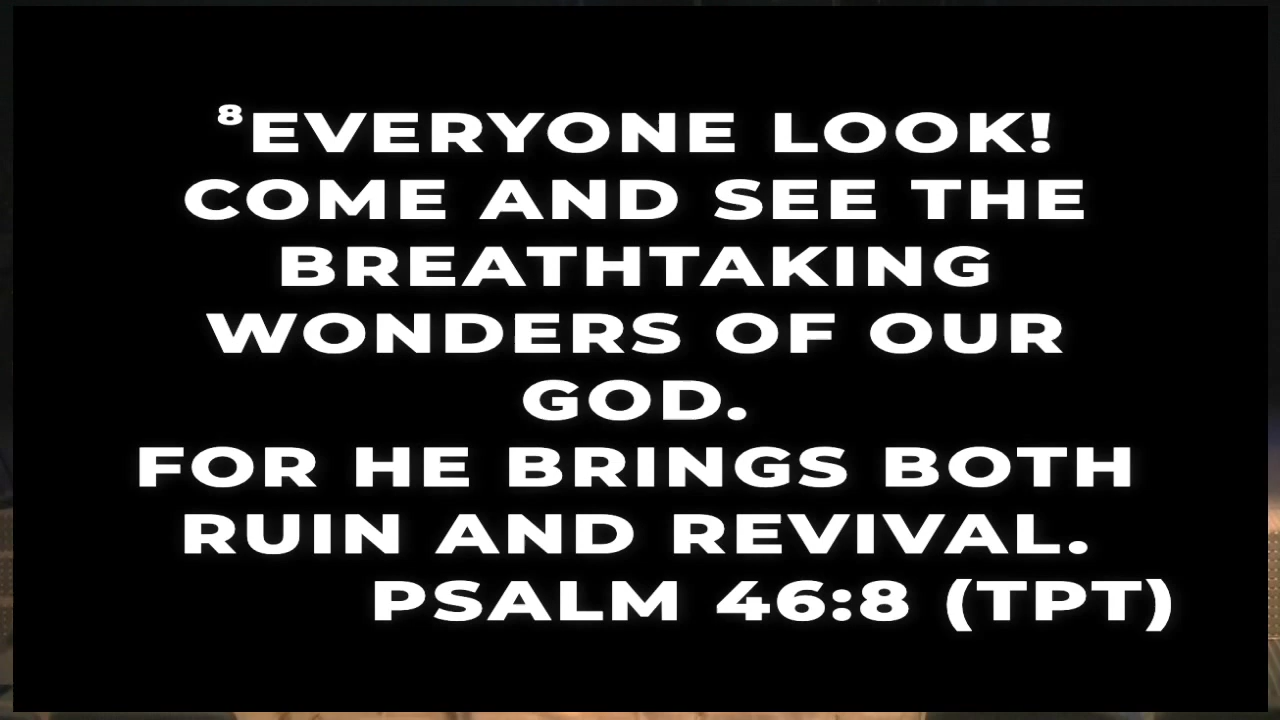 ⁸EVERYONE LOOK!
COME AND SEE THE
BREATHTAKING
WONDERS OF OUR
GOD.
FOR HE BRINGS BOTH
RUIN AND REVIVAL.
PSALM 46:8 (TPT)